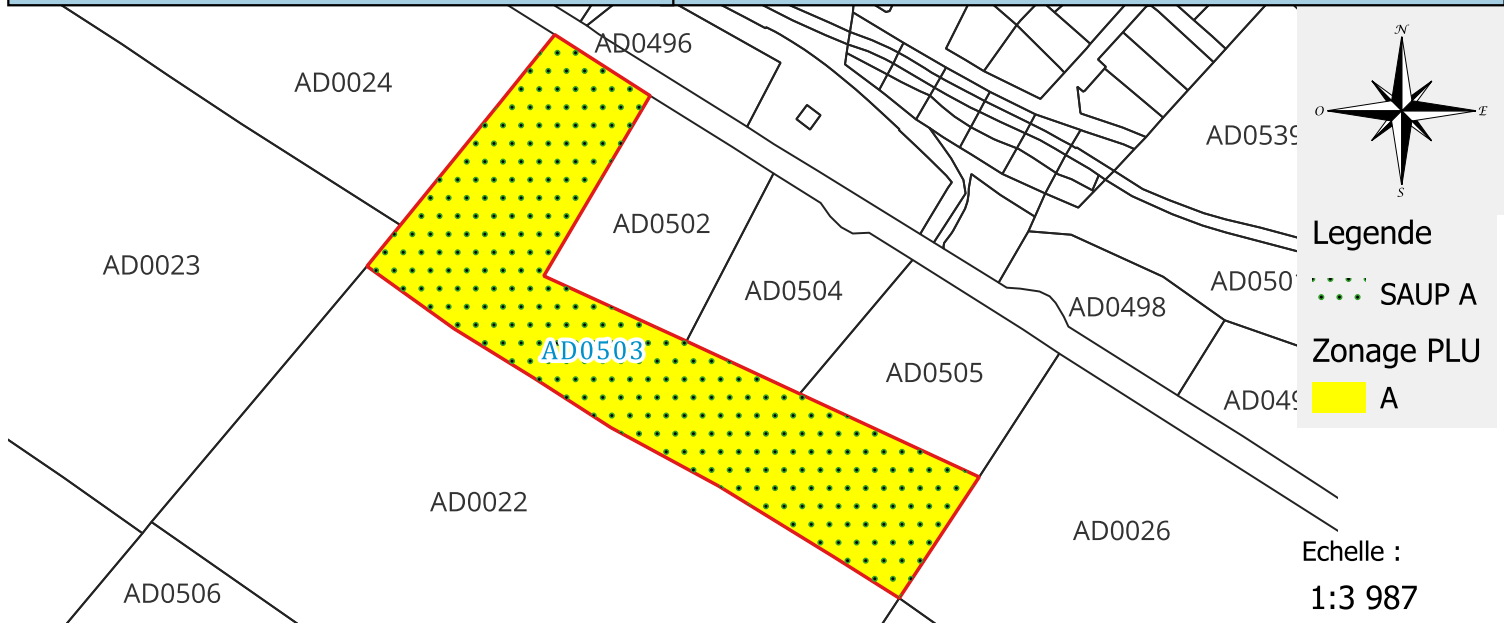 AD0496
AD0024
AD0539
AD0502
AD0023
AD0501
AD0504
AD0498
AD0503
AD0505
AD0022
AD0026
AD0506
N
O
E
S
Legende
SAUP A
Zonage PLU
A
Echelle :
1:3 987